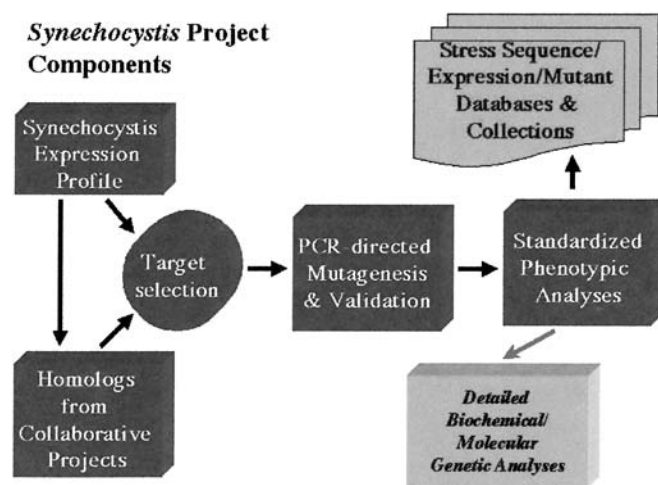 Synechocystis Project
Components
Stress Sequence/
Expression/Mutant
Databases &
Collections
Synechocystis
Expression
Profile
Target
selection
PCR-directed
Mutagenesis
& Validation
Standardized
Phenotypic
Analyses
Homologs
from
Collaborative
Projects
Detailed
Biochemical/
Molecular
Genetic Analyses